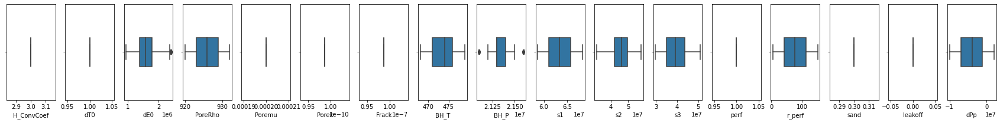 2.9 3.0 3.1 0.95 1.00 1.05 1 2 920 930 0.00019 0.00020 0.00021 0.95 1.00 0.95 1.00 470 475 2.125 2.150 6.0 6.5 4 5 3 4 5 0.95 1.00 1.05 0 100 0.29 0.30 0.31 −0.05 0.00 0.05 −1 0
1e6 1e−10 1e−7 1e7 1e7 1e7 1e7 1e7
H_ConvCoef dT0 dE0 PoreRho Poremu Frack BH_T BH_P s1 s2 s3 perf r_perf sand leakoff dPp